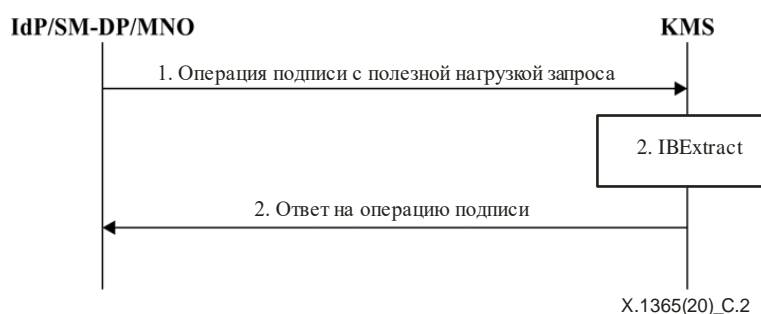 IdP/SM-DP/MNO
KMS
1. Операция подписи с полезной нагрузкой запроса
2. IBExtract
2. Ответ на операцию подписи
X.1365(20)_C.2